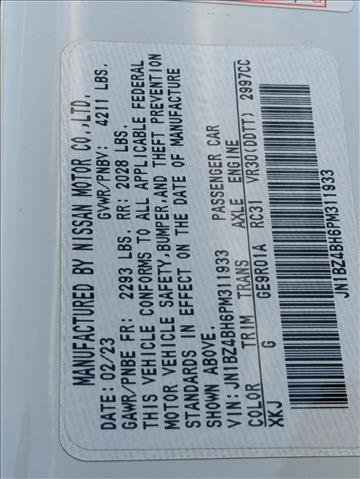 MANUFACTURED BY NISSAN MOTOR CO.,LTD.
DATE: 02/23 GVWR/PNBV: 4211 LBS.
GAWR/PNBE FR: 2293 LBS. RR: 2028 LBS.
THIS VEHICLE CONFORMS TO ALL APPLICABLE FEDERAL
MOTOR VEHICLE SAFETY,BUMPER,AND THEFT PREVENTION
STANDARDS IN EFFECT ON THE DATE OF MANUFACTURE
SHOWN ABOVE.
VIN: JN1BZ4BH6PM311933 PASSENGER CAR
COLOR TRIM TRANS AXLE ENGINE
XKJ G GE9R01A RC31 VR30(DDTT) 2997CC
JN1BZ4BH6PM311933